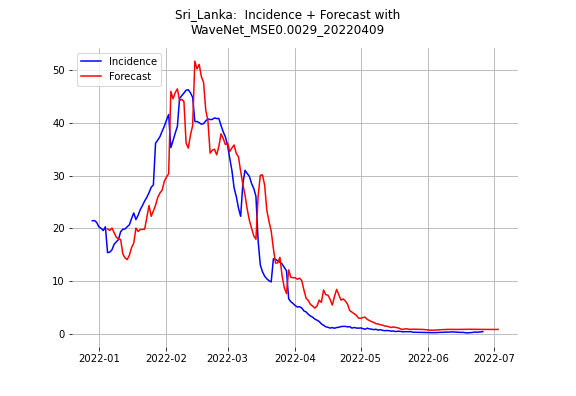 Sri_Lanka:  Incidence + Forecast with
WaveNet_MSE0.0029_20220409
Incidence
Forecast
50
40
30
20
10
0
2022-01 2022-02 2022-03 2022-04 2022-05 2022-06 2022-07